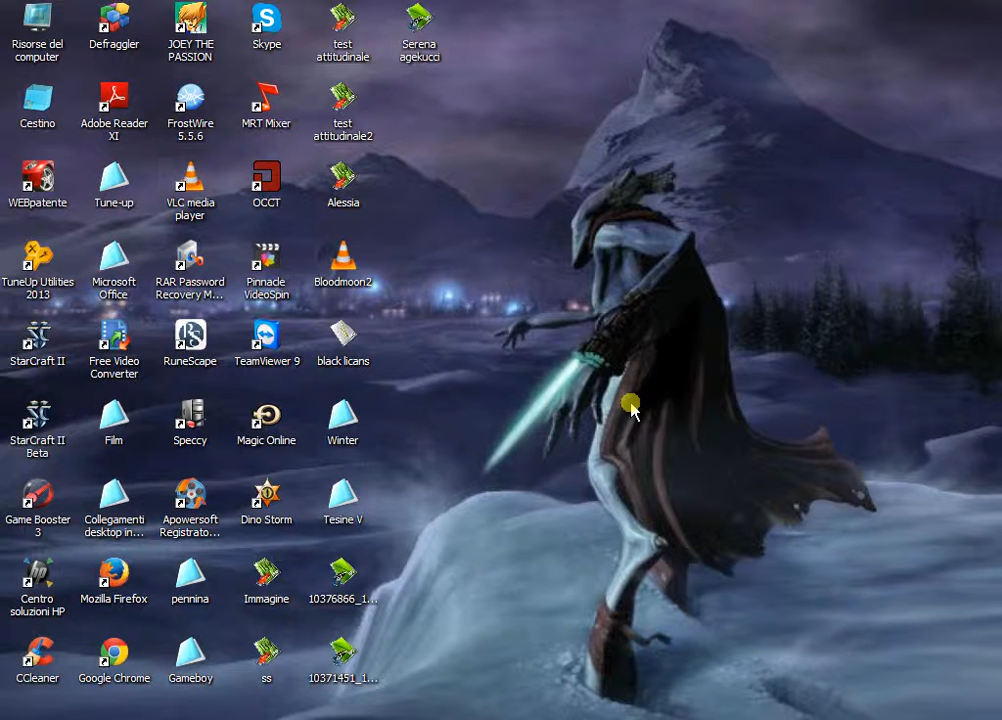 Risorse del
computer
Defraggler
JOEY THE
PASSION
Skype
test
attitudinale
Serena
agekucci
Cestino
Adobe Reader
XI
FrostWire
5.5.6
MRT Mixer
test
attitudinale2
WEBpatente
Tune-up
VLC media
player
OCCT
Alessia
TuneUp Utilities
2013
Microsoft
Office
RAR Password
Recovery M...
Pinnacle
VideoSpin
Bloodmoon2
StarCraft II
Free Video
Converter
RuneScape
TeamViewer 9
black licans
StarCraft II
Beta
Film
Speccy
Magic Online
Winter
Game Booster
3
Collegamenti
desktop in...
Apowersoft
Registrato...
Dino Storm
Tesine V
Centro
soluzioni HP
Mozilla Firefox
pennina
Immagine
10376866_1...
CCleaner
Google Chrome
Gameboy
ss
10371451_1...